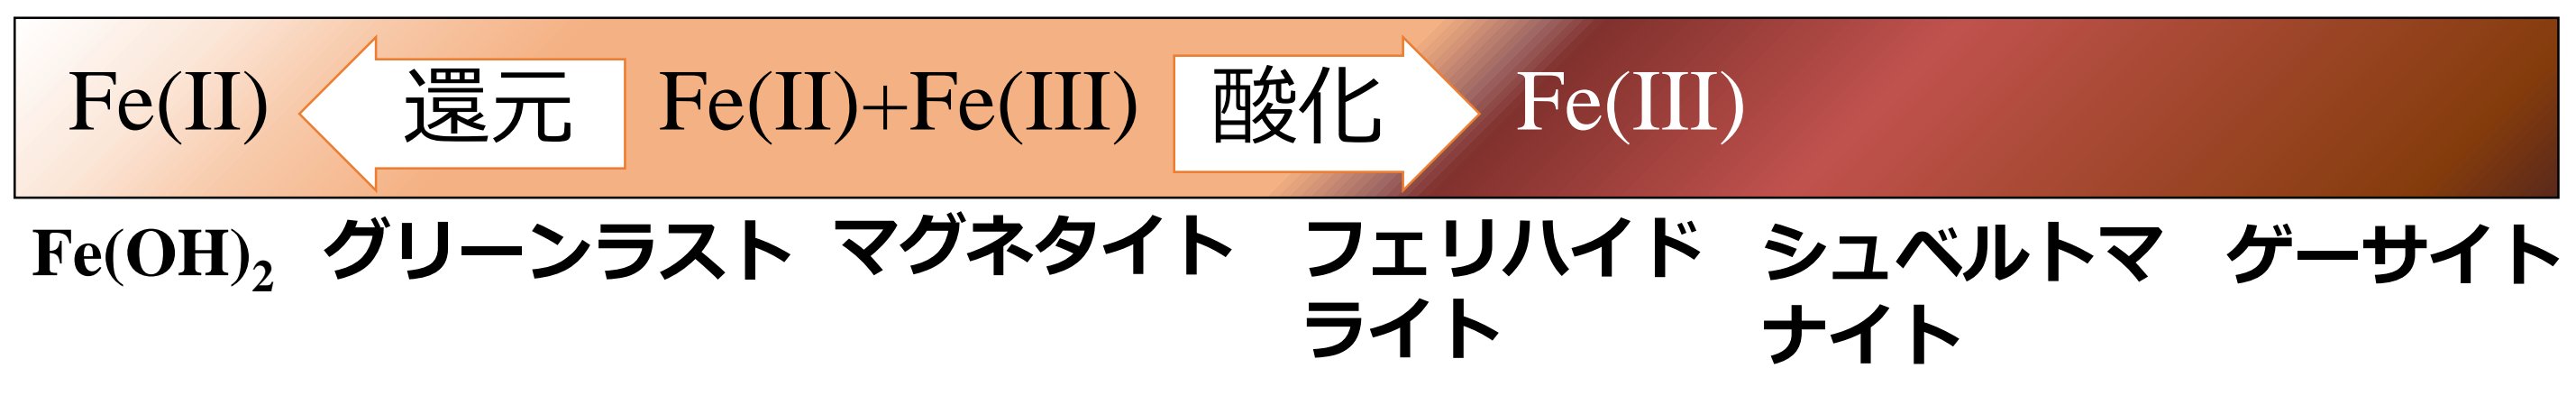 Fe(II) 還元 Fe(II)+Fe(III) 酸化 Fe(III)
Fe(OH)₂ グリーンラスト マグネタイト フェリハイド シュベルトマ ゲーサイト
ライト ナイト